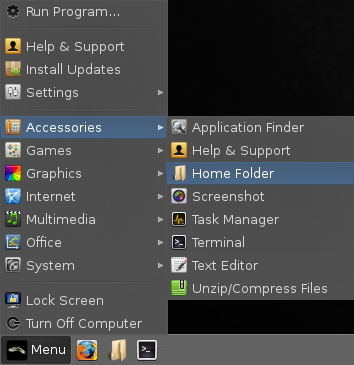 Run Program...
Help & Support
Install Updates
Settings
Accessories
Games
Graphics
Internet
Multimedia
Office
System
Lock Screen
Turn Off Computer
Application Finder
Help & Support
Home Folder
Screenshot
Task Manager
Terminal
Text Editor
Unzip/Compress Files
Menu